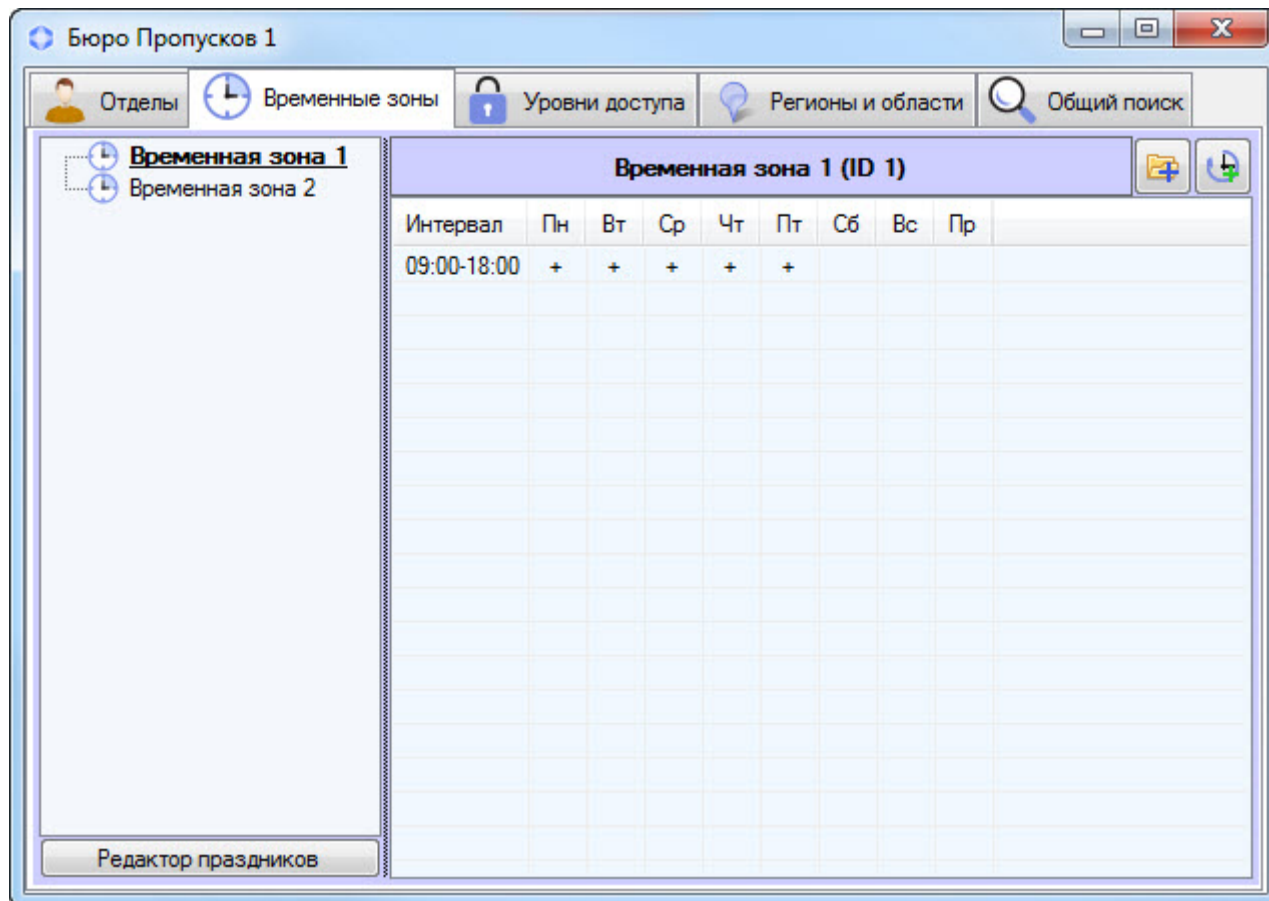 Бюро Пропусков 1
Отделы Временные зоны Уровни доступа Регионы и области Общий поиск
Временная зона 1
Временная зона 2
Временная зона 1 (ID 1)
Интервал Пн Вт Ср Чт Пт Сб Вс Пр
09:00-18:00 + + + + +
Редактор праздников